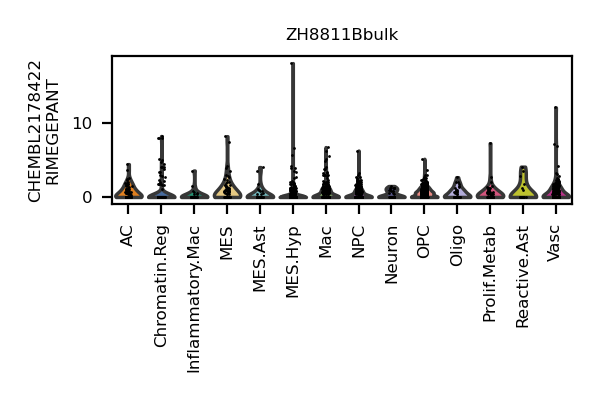 ZH8811Bbulk
CHEMBL2178422
RIMEGEPANT
10
0
AC
Chromatin.Reg
Inflammatory.Mac
MES
MES.Ast
MES.Hyp
Mac
NPC
Neuron
OPC
Oligo
Prolif.Metab
Reactive.Ast
Vasc